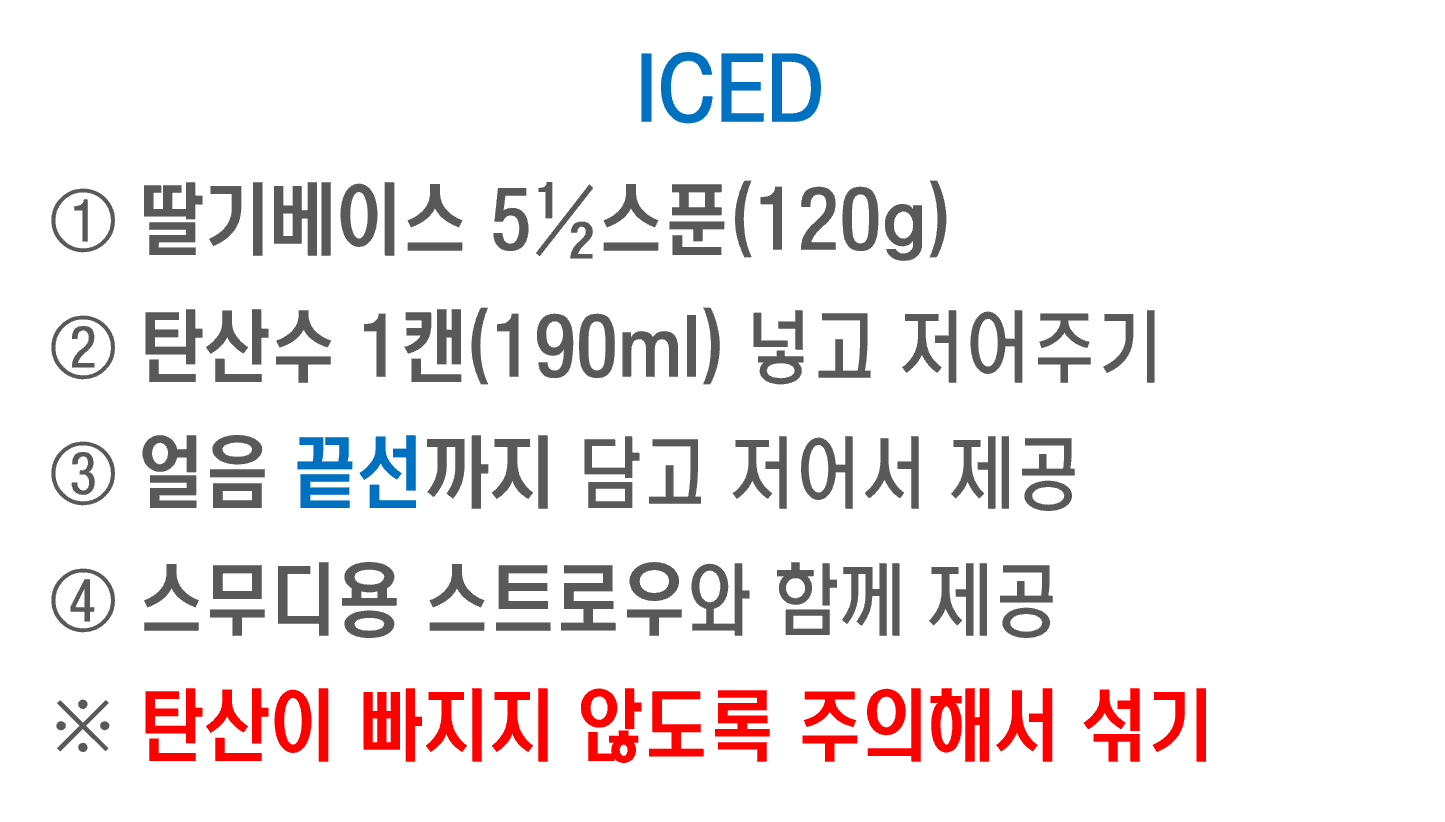 ICED
① 딸기베이스 5½스푼(120g)
② 탄산수 1캔(190ml) 넣고 저어주기
③ 얼음 끝선까지 담고 저어서 제공
④ 스무디용 스트로우와 함께 제공
※ 탄산이 빠지지 않도록 주의해서 섞기